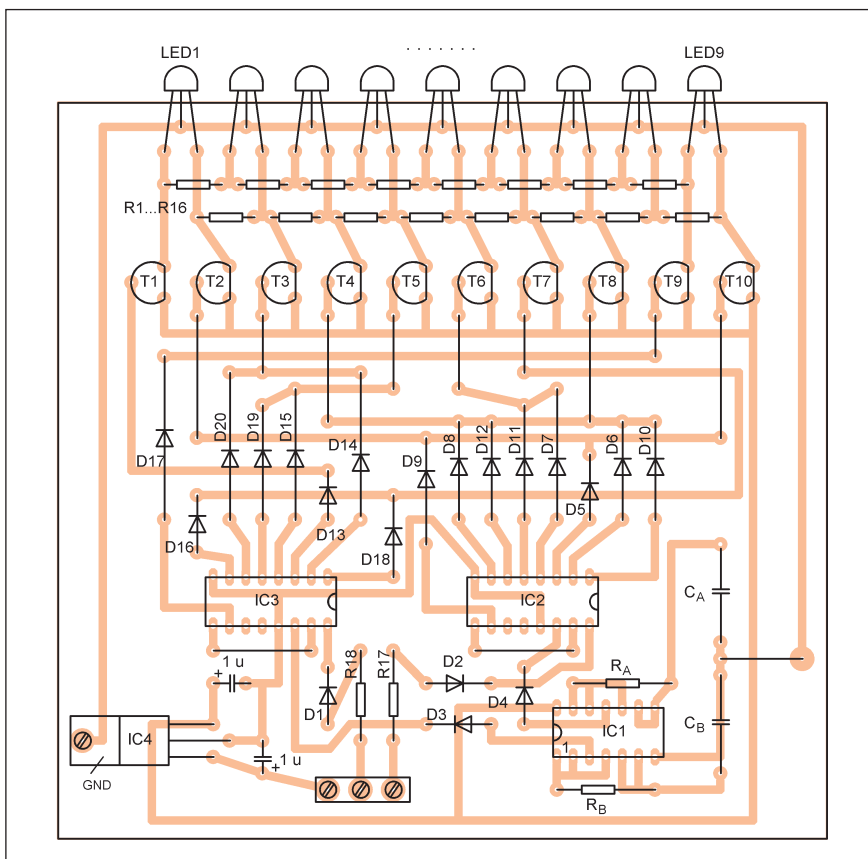 LED1 . . . . . . . LED9
R1...R16
T1 T2 T3 T4 T5 T6 T7 T8 T9 T10
D20 D19 D15 D8 D12 D11 D7 D6 D10
D17 D14 D9
D5
D13
D16 D18
IC3 IC2
CA
1 u R18 R17 D2 RA
D1 D3 D4 CB
IC4 IC1
1 u 1
GND
RB
+
+